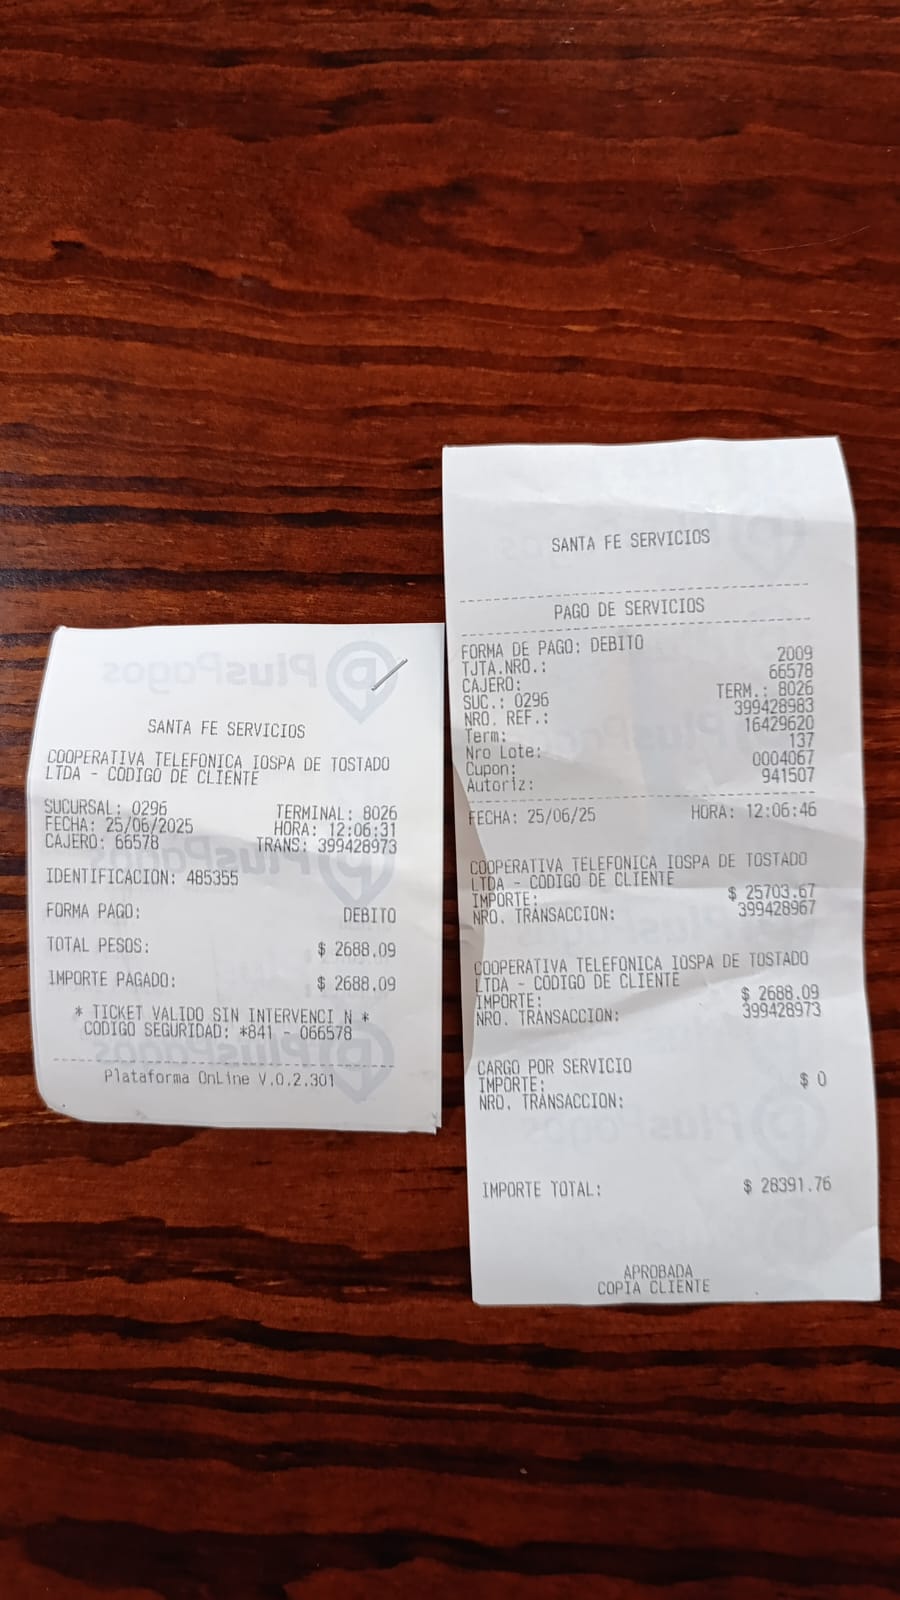 PlusPagos
SANTA FE SERVICIOS
COOPERATIVA TELEFONICA IOSPA DE TOSTADO
LTDA - CODIGO DE CLIENTE
SUCURSAL: 0296 TERMINAL: 8026
FECHA: 25/06/2025 HORA: 12:06:31
CAJERO: 66578 TRANS: 399428973
IDENTIFICACION: 485355
FORMA PAGO: DEBITO
TOTAL PESOS: $ 2688.09
IMPORTE PAGADO: $ 2688.09
* TICKET VALIDO SIN INTERVENCI N *
CODIGO SEGURIDAD: *841 - 066578
Plataforma OnLine V.0.2.301
SANTA FE SERVICIOS
PAGO DE SERVICIOS
FORMA DE PAGO: DEBITO
TJTA.NRO.: 2009
CAJERO: 66578
SUC.: 0296 TERM.: 8026
NRO. REF.: 399428983
Term: 16429620
Nro Lote: 137
Cupon: 0004067
Autoriz: 941507
FECHA: 25/06/25 HORA: 12:06:46
COOPERATIVA TELEFONICA IOSPA DE TOSTADO
LTDA - CODIGO DE CLIENTE
IMPORTE: $ 25703.67
NRO. TRANSACCION: 399428967
COOPERATIVA TELEFONICA IOSPA DE TOSTADO
LTDA - CODIGO DE CLIENTE
IMPORTE: $ 2688.09
NRO. TRANSACCION: 399428973
CARGO POR SERVICIO
IMPORTE: $ 0
NRO. TRANSACCION:
IMPORTE TOTAL: $ 28391.76
APROBADA
COPIA CLIENTE